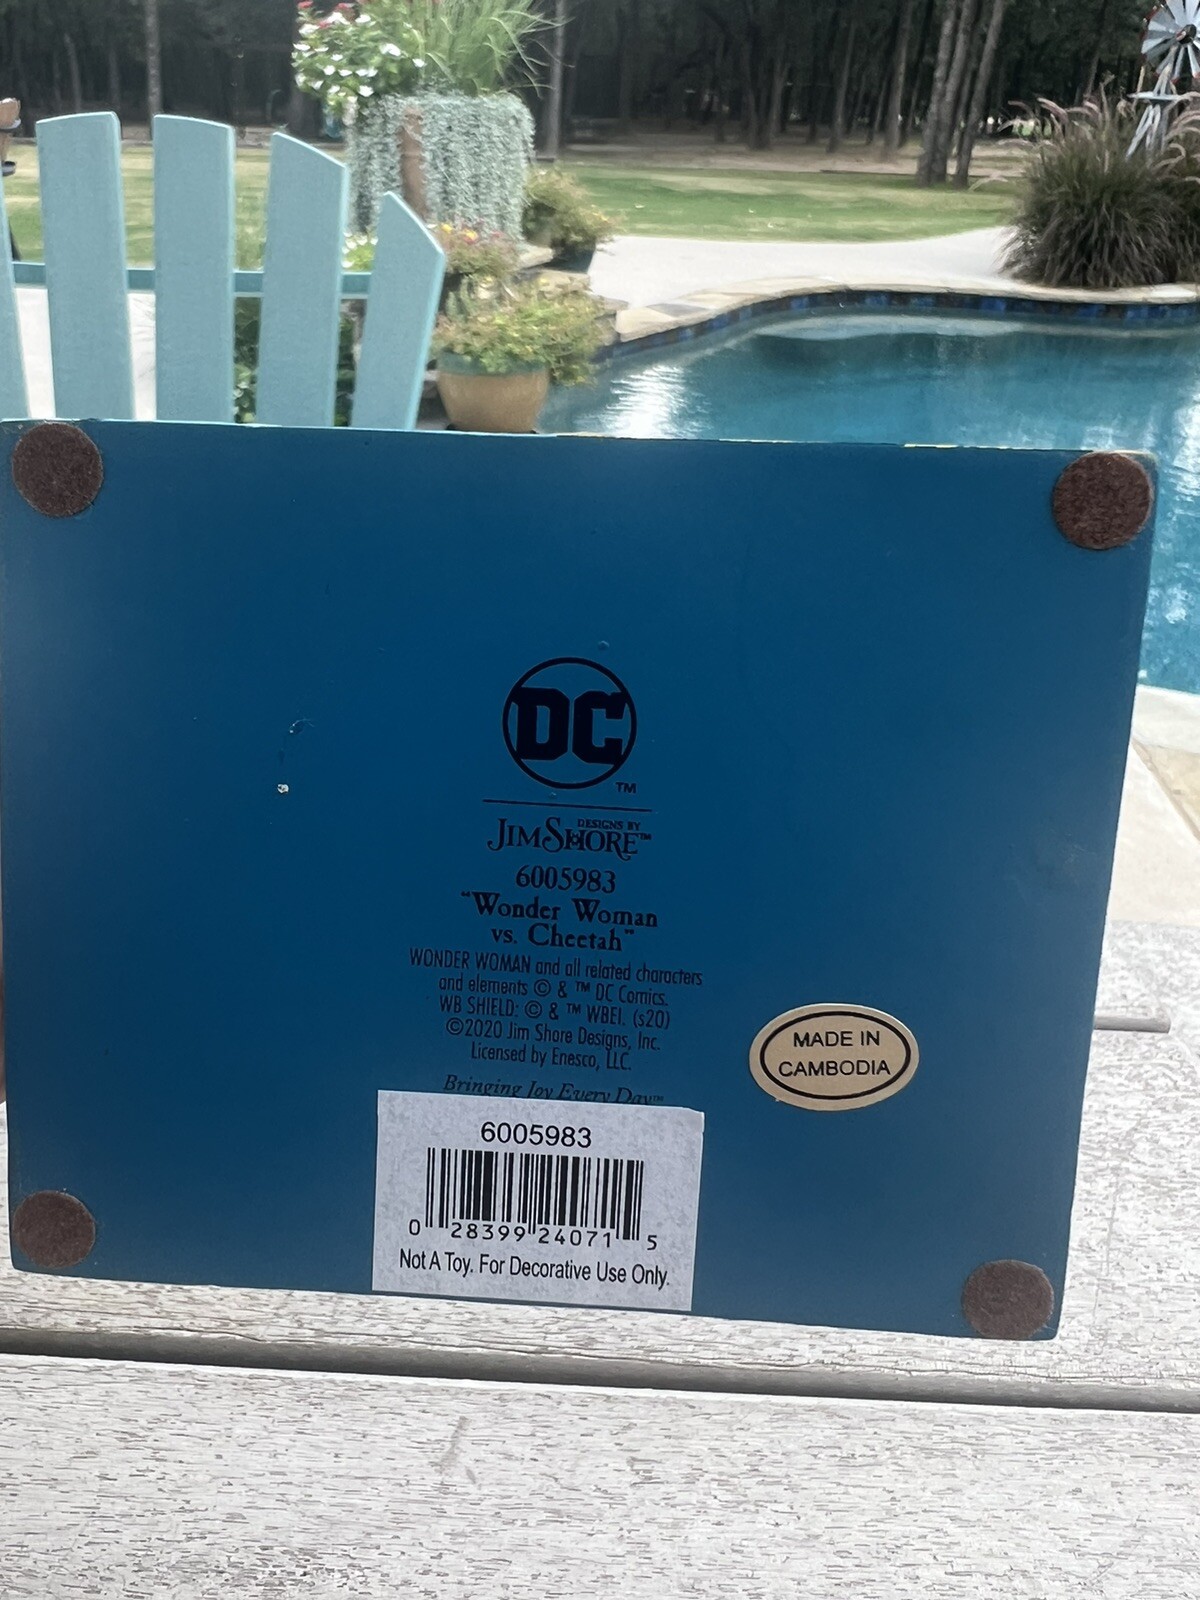 DC
TM
DESIGNS BY
JIM SHORE™
6005983
"Wonder Woman
vs. Cheetah"
WONDER WOMAN and all related characters
and elements © & ™ DC Comics.
WB SHIELD: © & ™ WBEI. (s20)
©2020 Jim Shore Designs, Inc.
Licensed by Enesco, LLC.
Bringing Joy Every Day™
MADE IN
CAMBODIA
6005983
0 28399 24071 5
Not A Toy. For Decorative Use Only.